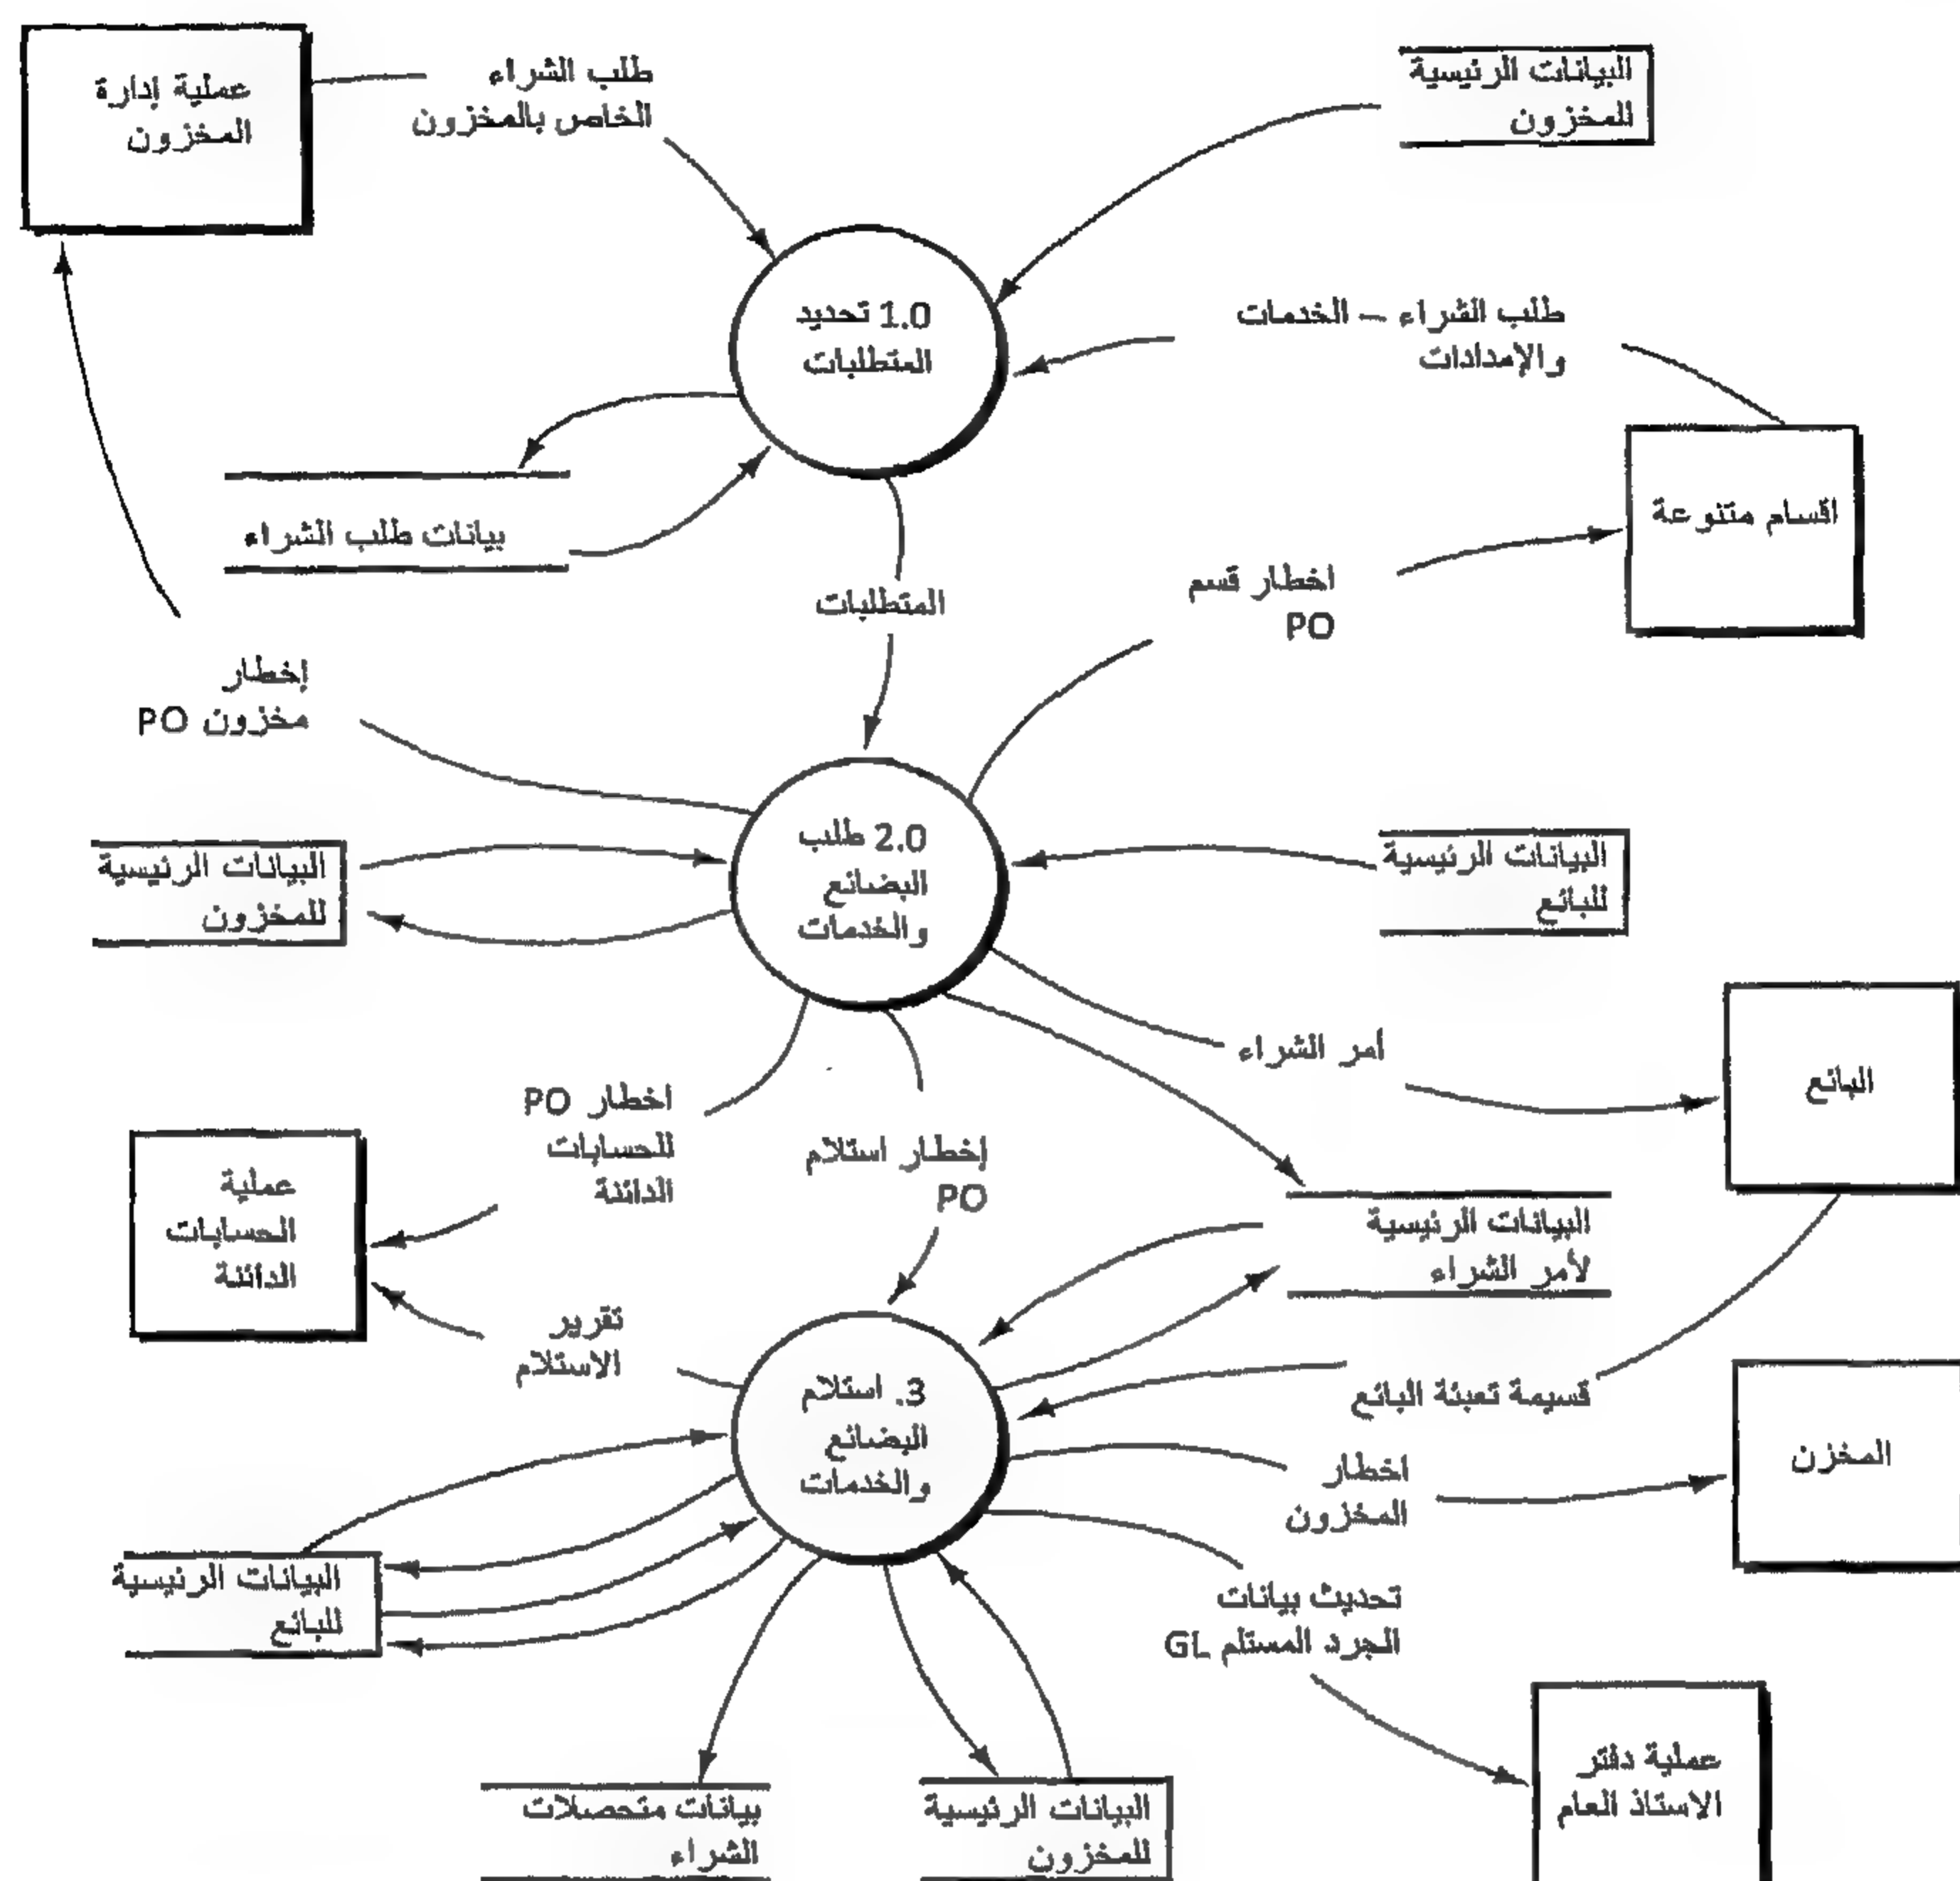 عملية إدارة
المخزون
طلب الشراء
الخاص بالمخزون
البيانات الرئيسية
للمخزون
1.0 تحديد
المتطلبات
طلب الشراء – الخدمات
والإمدادات
اقسام متنوعة
بيانات طلب الشراء
المتطلبات
اخطار قسم
PO
إخطار
مخزون PO
2.0 طلب
البضائع
والخدمات
البيانات الرئيسية
للمخزون
البيانات الرئيسية
للبائع
أمر الشراء
البائع
اخطار PO
للحسابات
الدائنة
إخطار استلام
PO
عملية
الحسابات
الدائنة
البيانات الرئيسية
لأمر الشراء
تقرير
الاستلام
3. استلام
البضائع
والخدمات
قسيمة تعبئة البائع
المخزن
اخطار
المخزون
البيانات الرئيسية
للبائع
تحديث بيانات
الجرد المستلم GL
عملية دفتر
الاستاذ العام
بيانات متحصلات
الشراء
البيانات الرئيسية
للمخزون